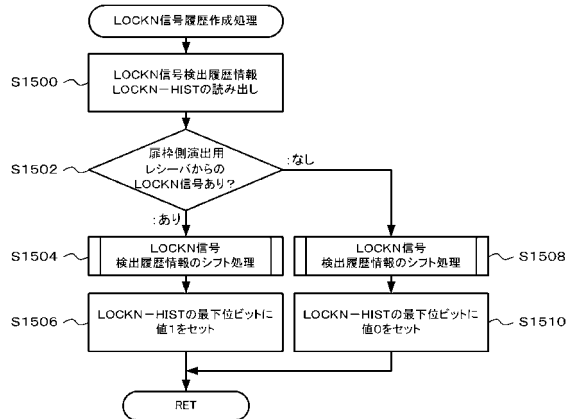 LOCKN信号履歴作成処理
S1500
LOCKN信号検出履歴情報
LOCKN－HISTの読み出し
S1502
扉枠側演出用
レシーバからの
LOCKN信号あり？
:なし
:あり
S1504
LOCKN信号
検出履歴情報のシフト処理
LOCKN信号
検出履歴情報のシフト処理
S1508
S1506
LOCKN－HISTの最下位ビットに
値1をセット
LOCKN－HISTの最下位ビットに
値0をセット
S1510
RET